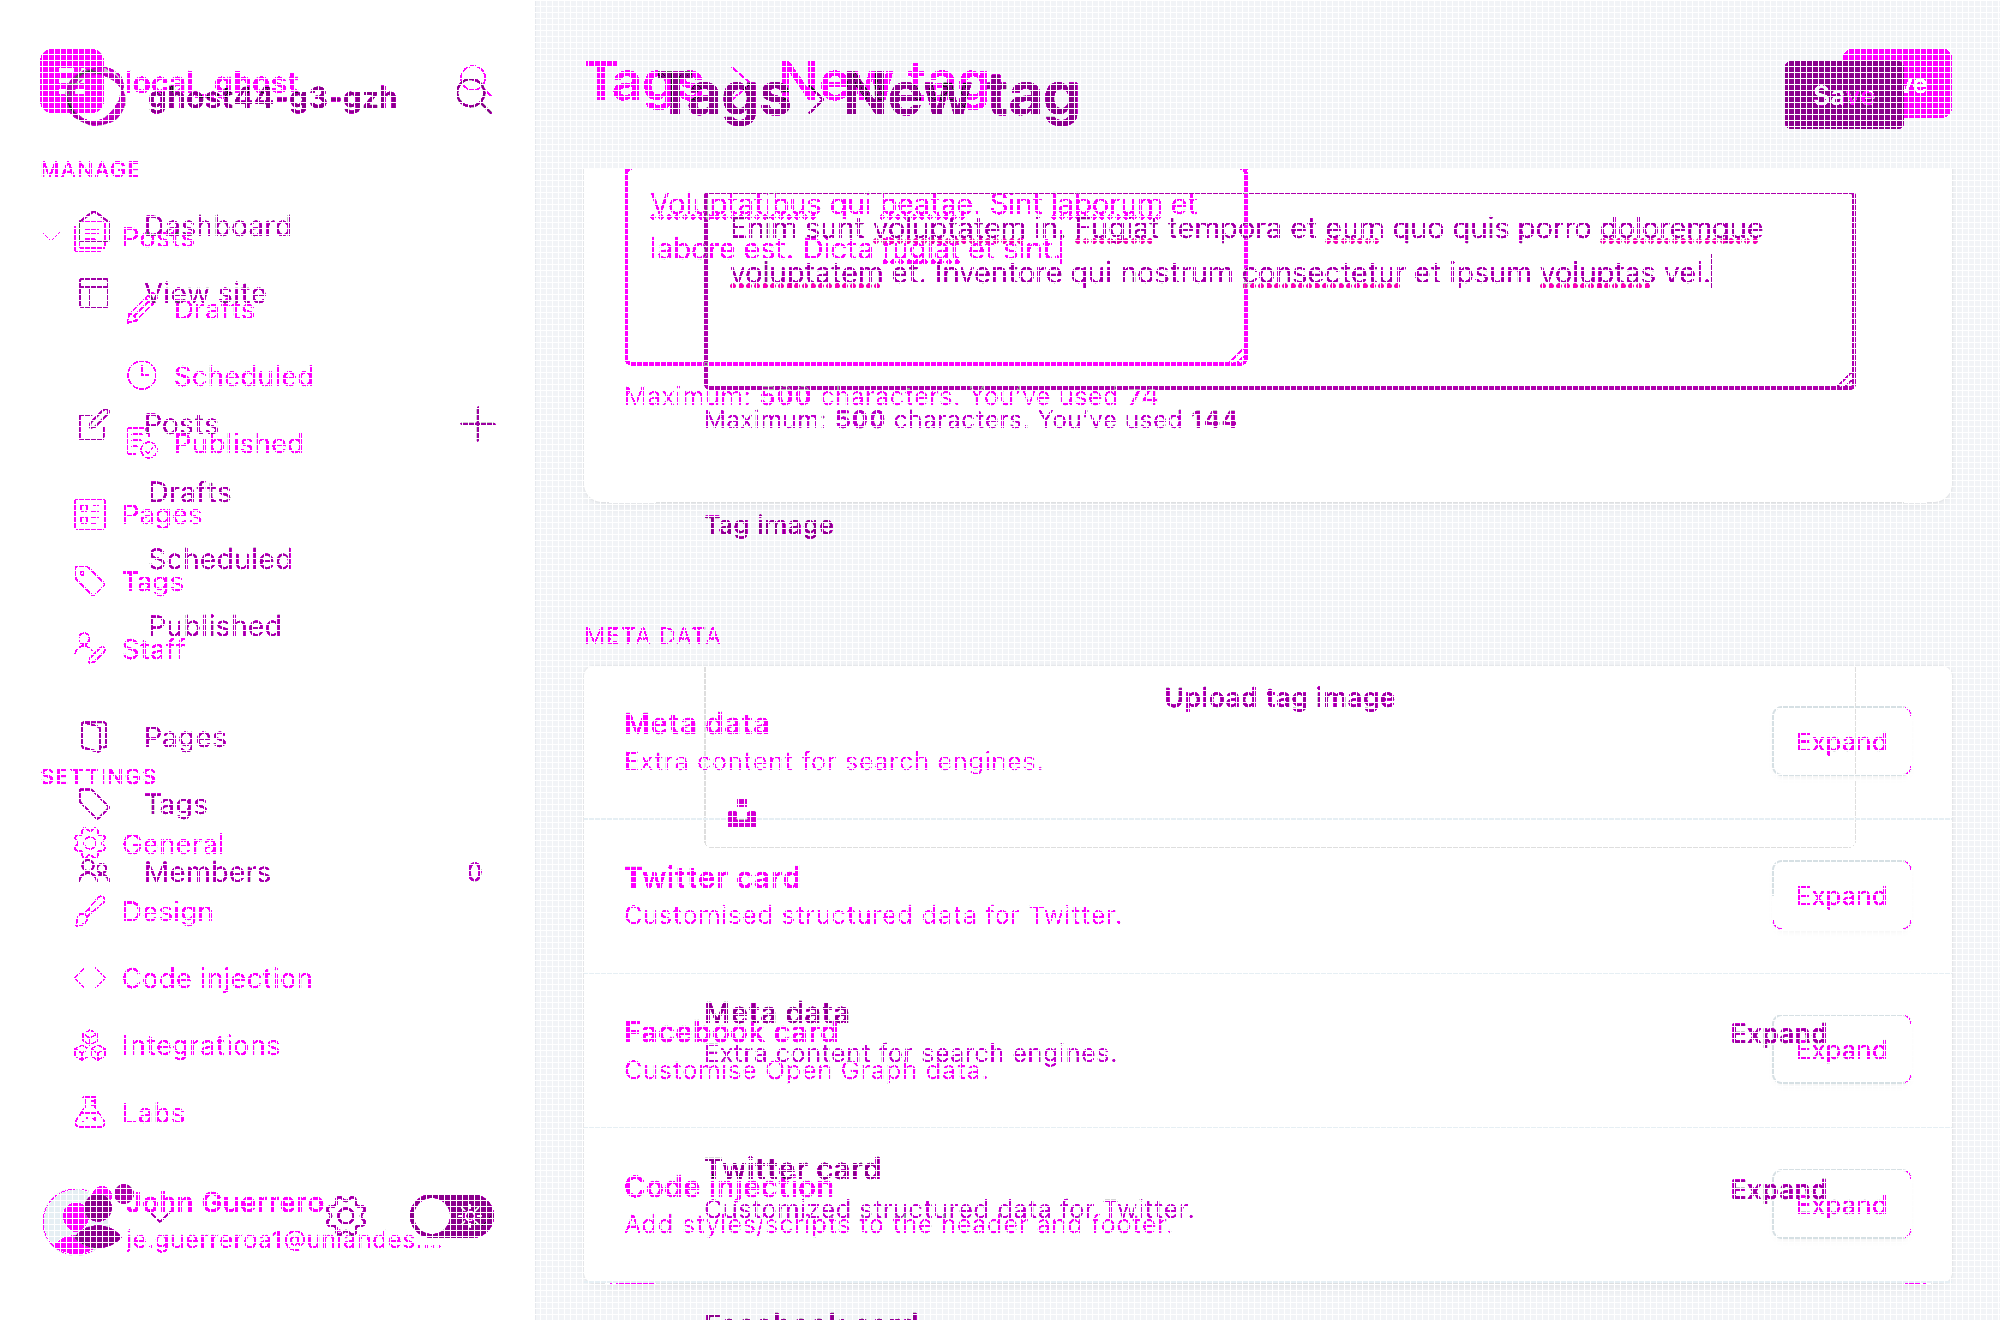 local ghost
ghost44-g3-gzh
Tags > New tag
Tags > New tag
Save
MANAGE
Dashboard
Posts
View site
Drafts
Scheduled
Posts
Published
Drafts
Pages
Scheduled
Tags
Published
Staff
Pages
SETTINGS
Tags
General
Members 0
Design
Code injection
Integrations
Labs
John Guerrero
je.guerreroa1@uniandes....
Voluptatibus qui beatae. Sint laborum et
labore est. Dicta fugiat et sint.
Enim sunt voluptatem in. Fugiat tempora et eum quo quis porro doloremque
voluptatem et. Inventore qui nostrum consectetur et ipsum voluptas vel.
Maximum: 500 characters. You've used 74
Maximum: 500 characters. You've used 144
Tag image
META DATA
Upload tag image
Meta data
Extra content for search engines.
Expand
Twitter card
Customised structured data for Twitter.
Expand
Meta data
Facebook card
Extra content for search engines.
Customise Open Graph data.
Expand
Expand
Twitter card
Code injection
Customized structured data for Twitter.
Add styles/scripts to the header and footer.
Expand
Expand
Facebook card